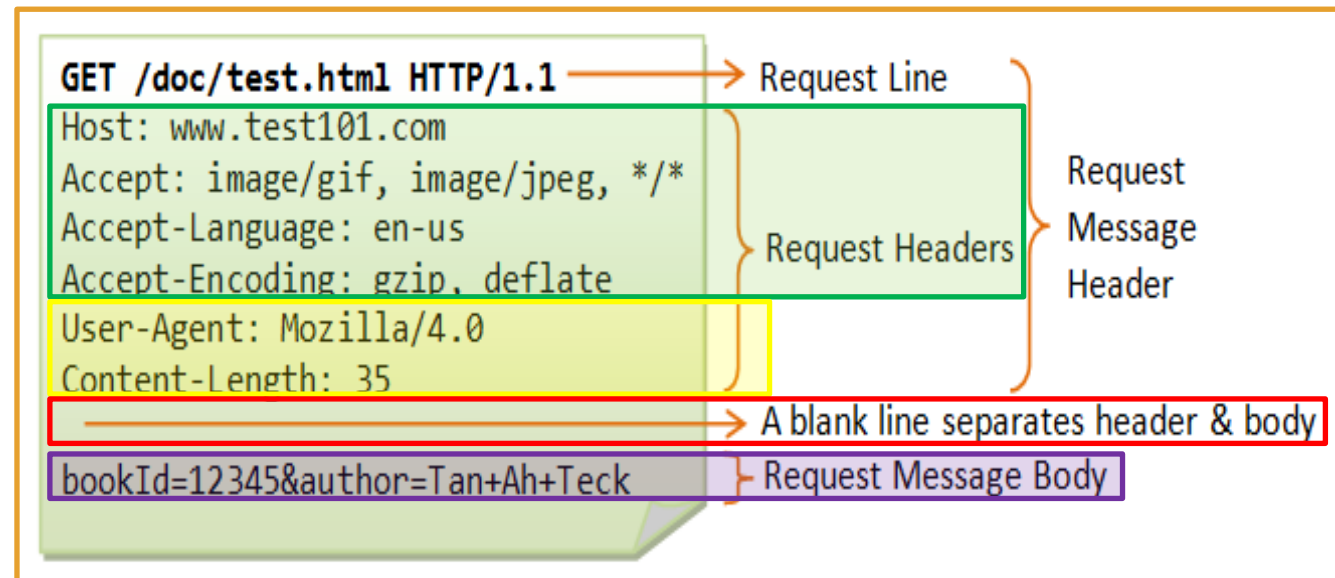 GET /doc/test.html HTTP/1.1
Request Line
Host: www.test101.com
Accept: image/gif, image/jpeg, */*
Accept-Language: en-us
Accept-Encoding: gzip, deflate
User-Agent: Mozilla/4.0
Content-Length: 35
Request Headers
Request
Message
Header
A blank line separates header & body
bookId=12345&author=Tan+Ah+Teck
Request Message Body